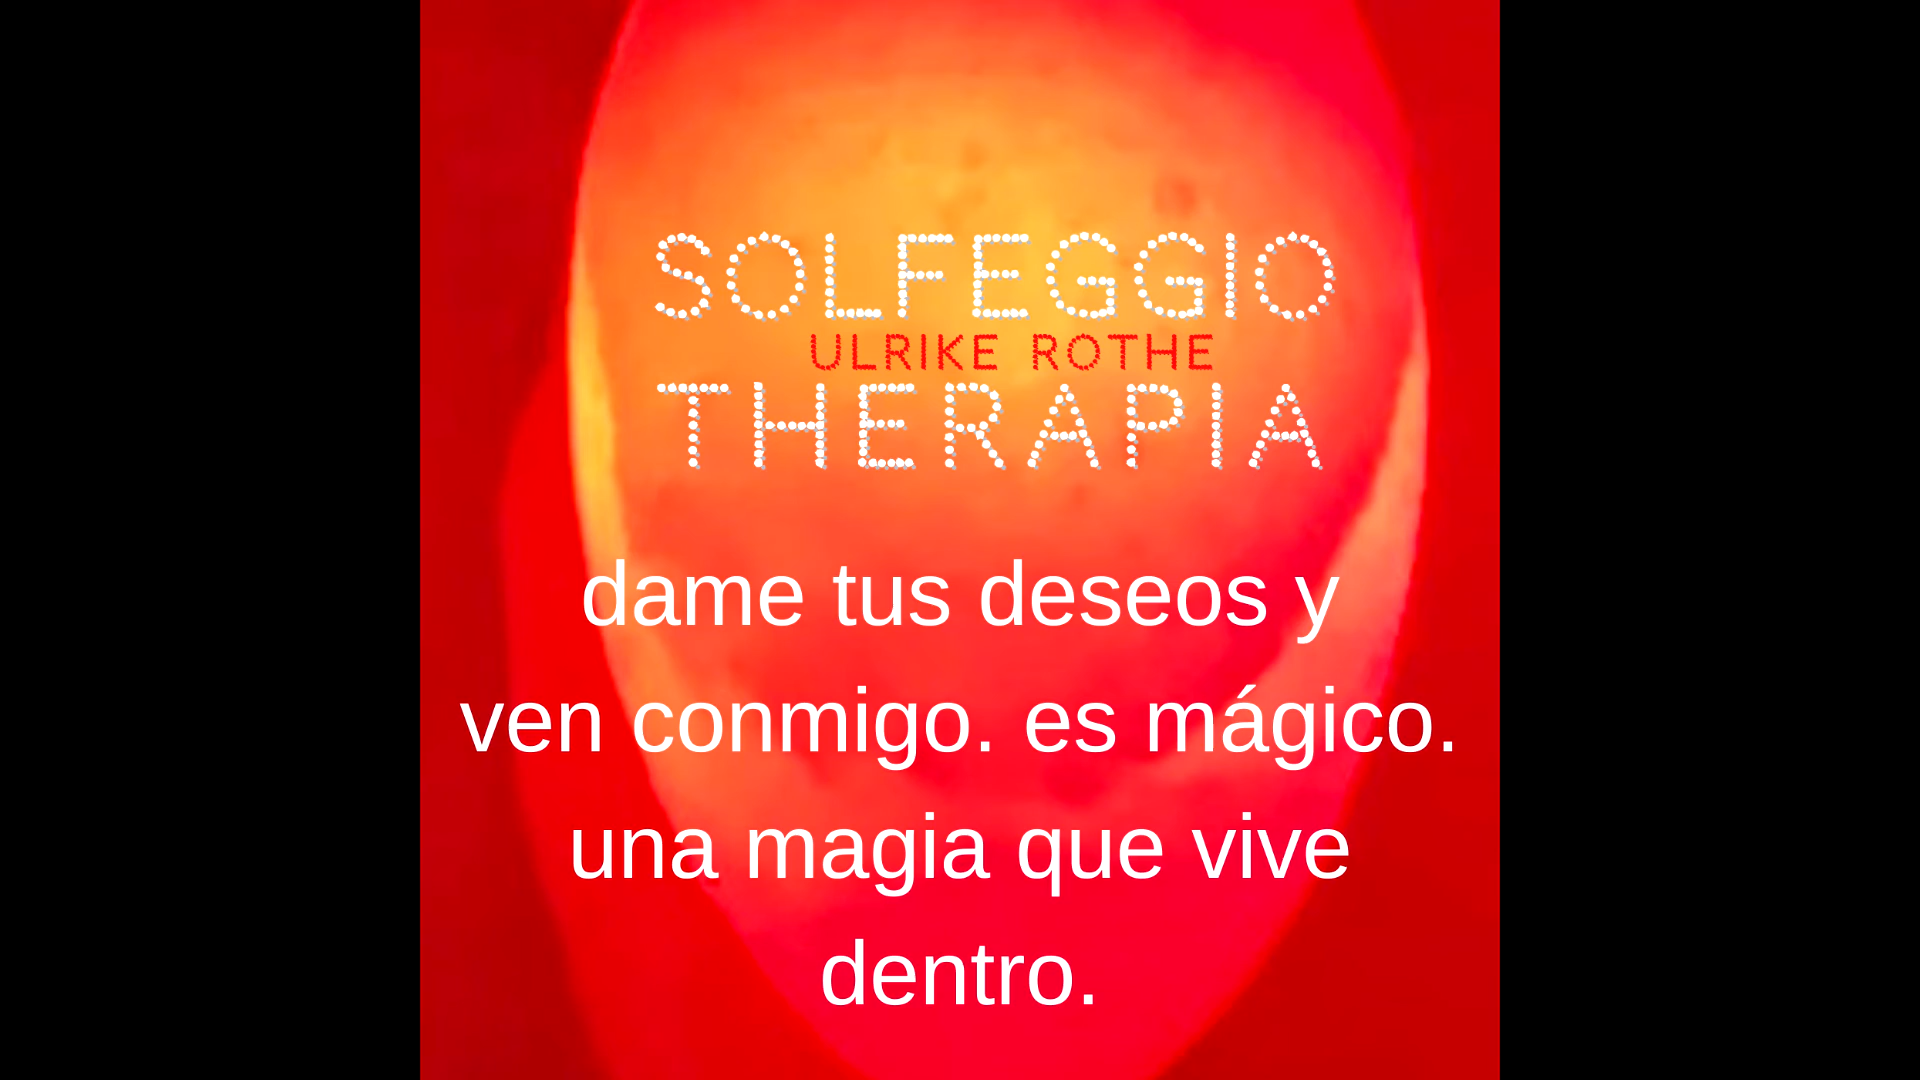 SOLFEGGIO
ULRIKE ROTHE
THERAPIA
dame tus deseos y
ven conmigo. es mágico.
una magia que vive
dentro.